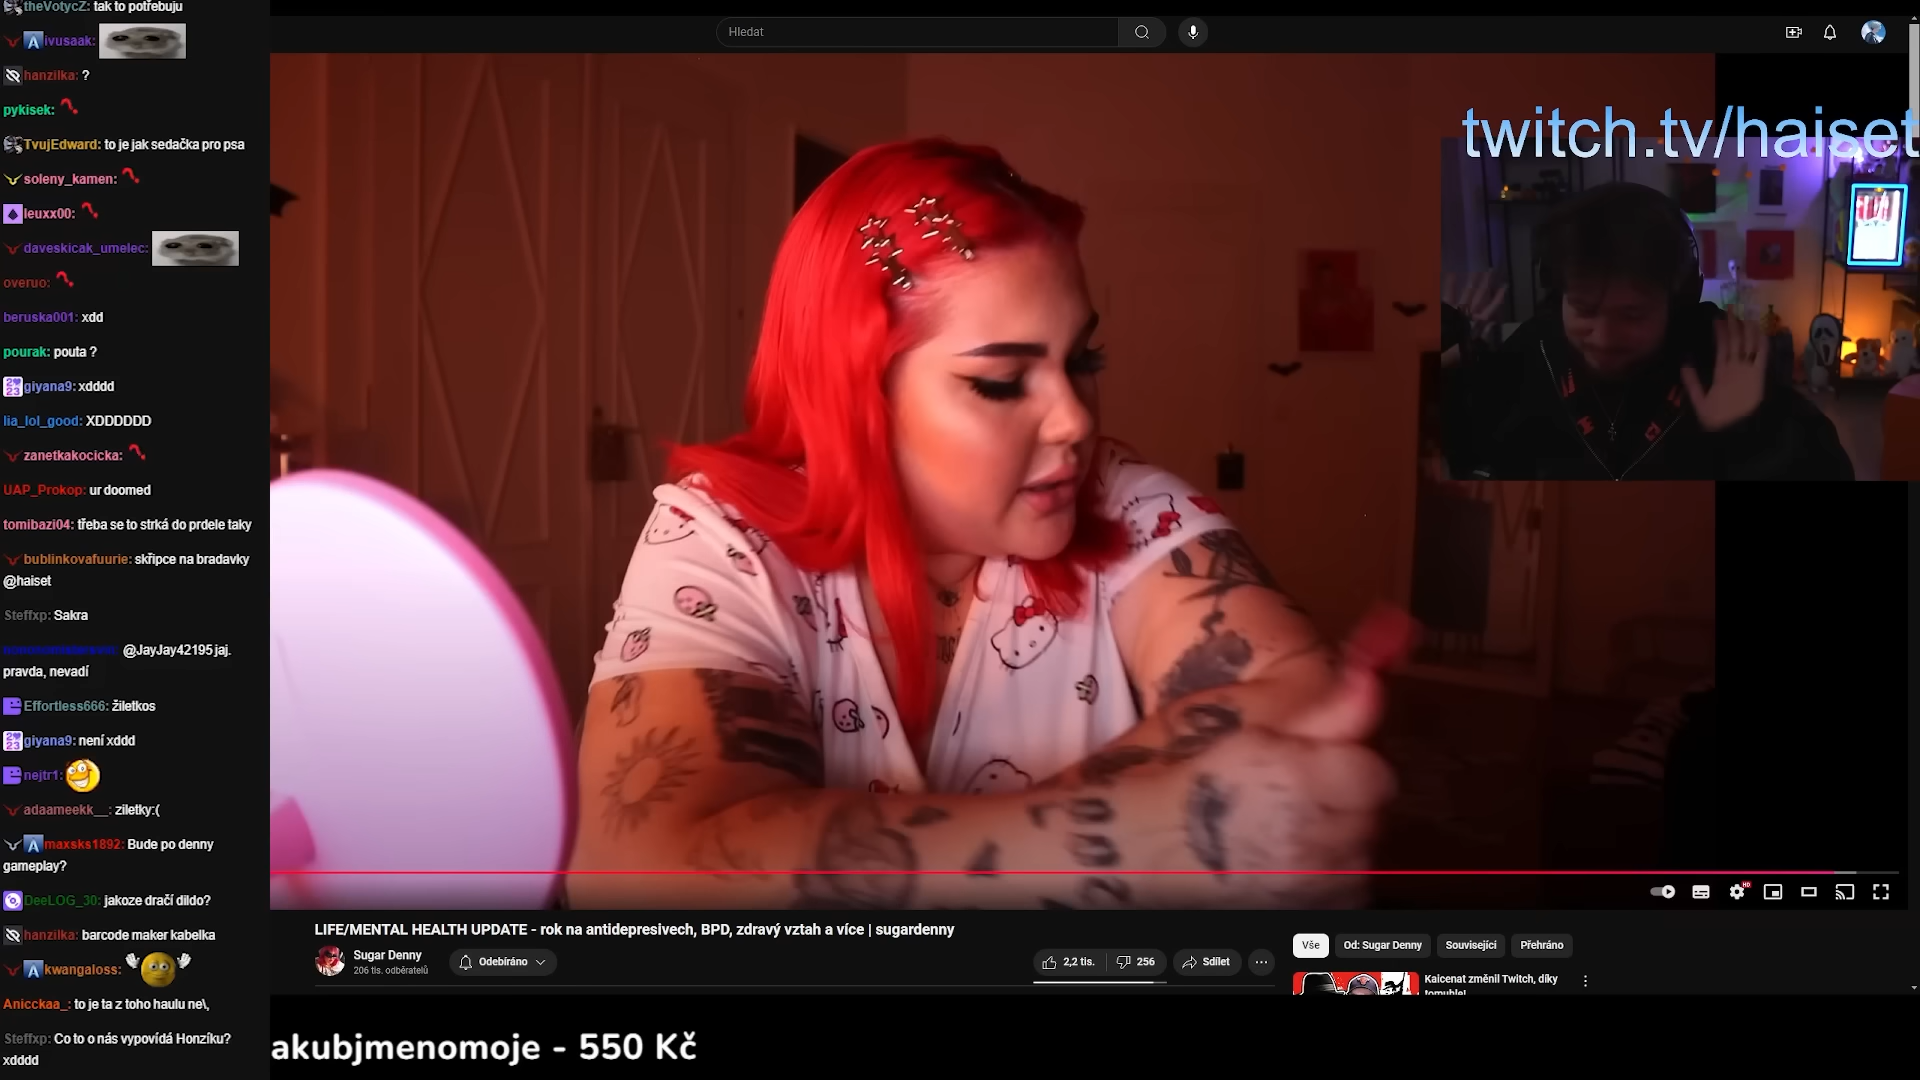 theVotycZ: tak to potřebuju
ivusaak:
hanzilka: ?
pykisek:
TvujEdward: to je jak sedačka pro psa
soleny_kamen:
leuxx00:
daveskicak_umelec:
overuo:
beruska001: xdd
pourak: pouta ?
giyana9: xdddd
lia_lol_good: XDDDDDD
zanetkakocicka:
UAP_Prokop: ur doomed
tomibazi04: třeba se to strká do prdele taky
bublinkovafuurie: skřipce na bradavky
@haiset
Steffxp: Sakra
@JayJay42195 jaj.
pravda, nevadí
Effortless666: žiletkos
giyana9: není xddd
nejtr1:
adaameekk__: ziletky:(
maxsks1892: Bude po denny
gameplay?
DeeLOG_30: jakoze dračí dildo?
hanzilka: barcode maker kabelka
kwangaloss:
Anicckaa_: to je ta z toho haulu ne\,
Steffxp: Co to o nás vypovídá Honzíku?
xdddd
Hledat
twitch.tv/haiset
HD
LIFE/MENTAL HEALTH UPDATE - rok na antidepresivech, BPD, zdravý vztah a více | sugardenny
Sugar Denny
206 tis. odběratelů
Odebíráno
2,2 tis.
256
Sdílet
Vše
Od: Sugar Denny
Související
Přehráno
Kaicenat změnil Twitch, díky
tomuhle!
akubjmenomoje - 550 Kč